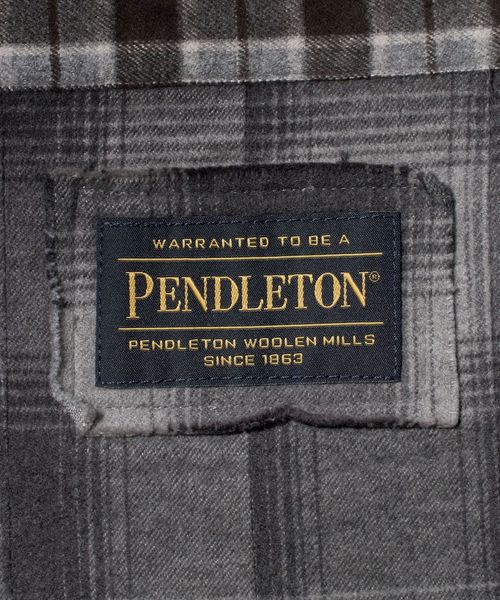 WARRANTED TO BE A
PENDLETON®
PENDLETON WOOLEN MILLS
SINCE 1863